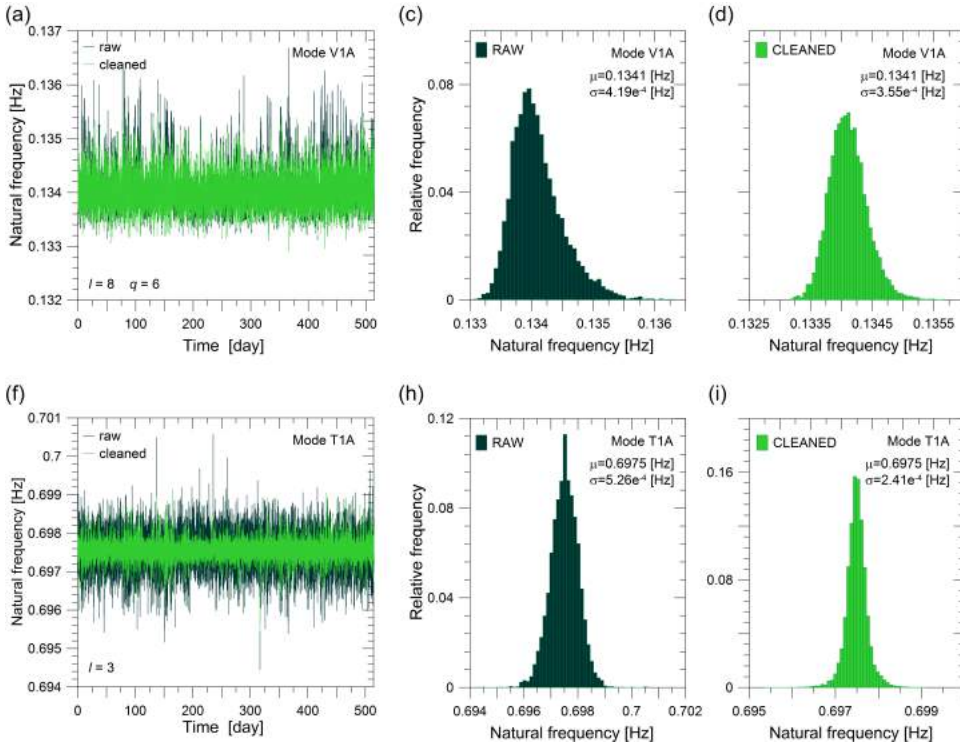 (a)
0.137
raw
cleaned
Mode V1A
0.136
0.135
0.134
0.133
0.132
Natural frequency [Hz]
l = 8 q = 6
0 100 200 300 400 500
Time [day]
(c)
RAW
Mode V1A
μ=0.1341 [Hz]
σ=4.19e⁻⁴ [Hz]
0.08
0.04
0
Relative frequency
0.133 0.134 0.135 0.136
Natural frequency [Hz]
(d)
CLEANED
Mode V1A
μ=0.1341 [Hz]
σ=3.55e⁻⁴ [Hz]
0.08
0.04
0
0.1325 0.1335 0.1345 0.1355
Natural frequency [Hz]
(f)
0.701
raw
cleaned
Mode T1A
0.7
0.699
0.698
0.697
0.696
0.695
0.694
Natural frequency [Hz]
l = 3
0 100 200 300 400 500
Time [day]
(h)
0.12
RAW
Mode T1A
μ=0.6975 [Hz]
σ=5.26e⁻⁴ [Hz]
0.08
0.04
0
Relative frequency
0.694 0.696 0.698 0.7 0.702
Natural frequency [Hz]
(i)
CLEANED
Mode T1A
μ=0.6975 [Hz]
σ=2.41e⁻⁴ [Hz]
0.16
0.08
0
0.695 0.697 0.699
Natural frequency [Hz]